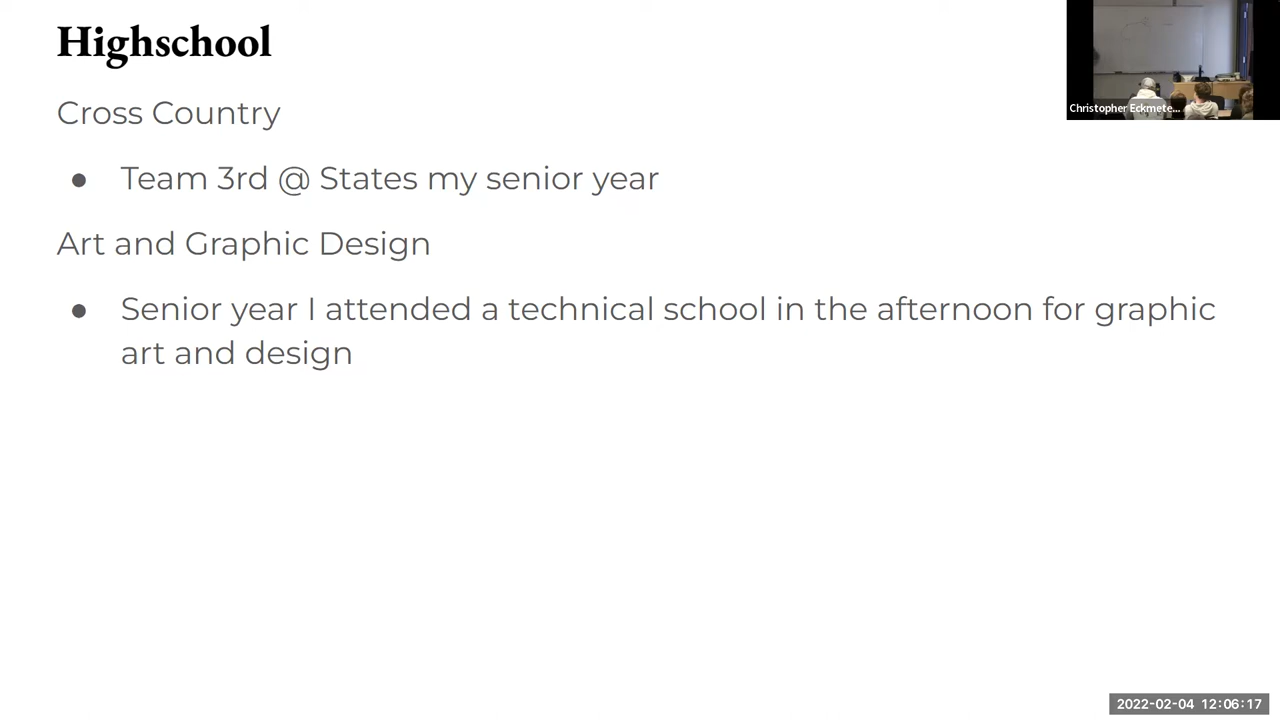 Highschool
Cross Country
● Team 3rd @ States my senior year
Art and Graphic Design
● Senior year I attended a technical school in the afternoon for graphic
art and design
Christopher Eckmete...
2022-02-04 12:06:17